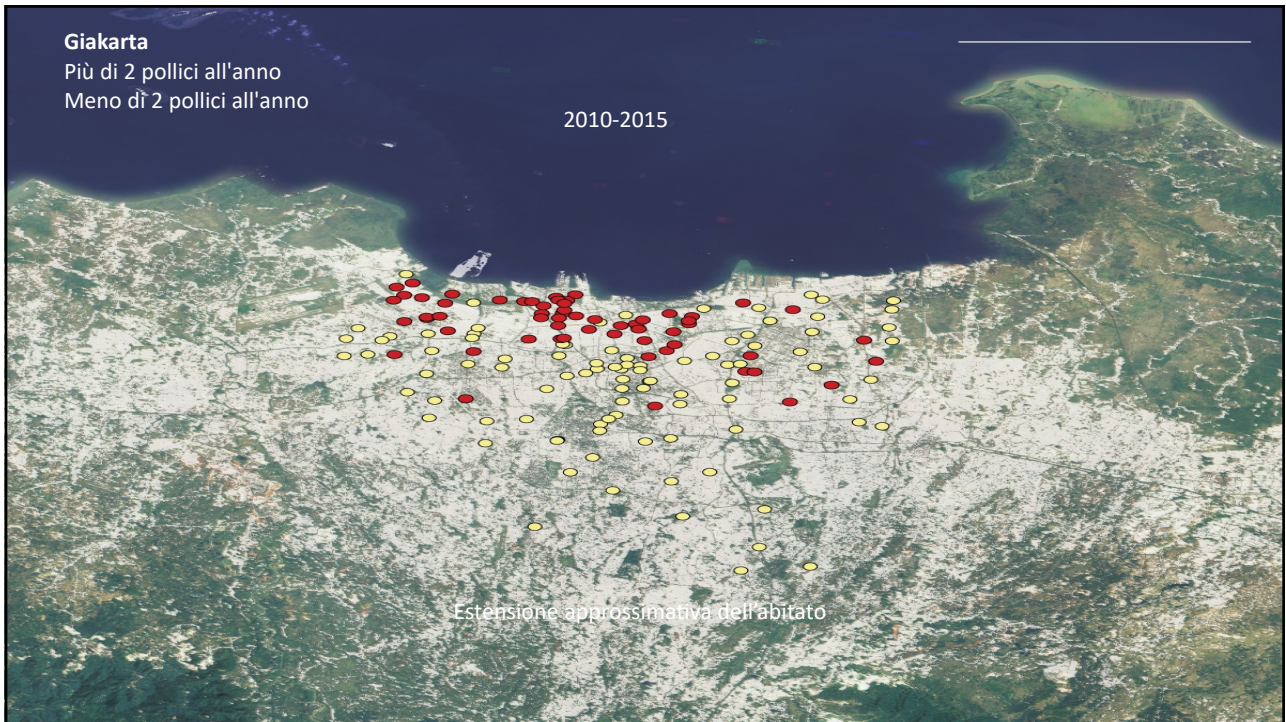 Giakarta
Più di 2 pollici all'anno
Meno di 2 pollici all'anno
2010-2015
Estensione approssimativa dell'abitato